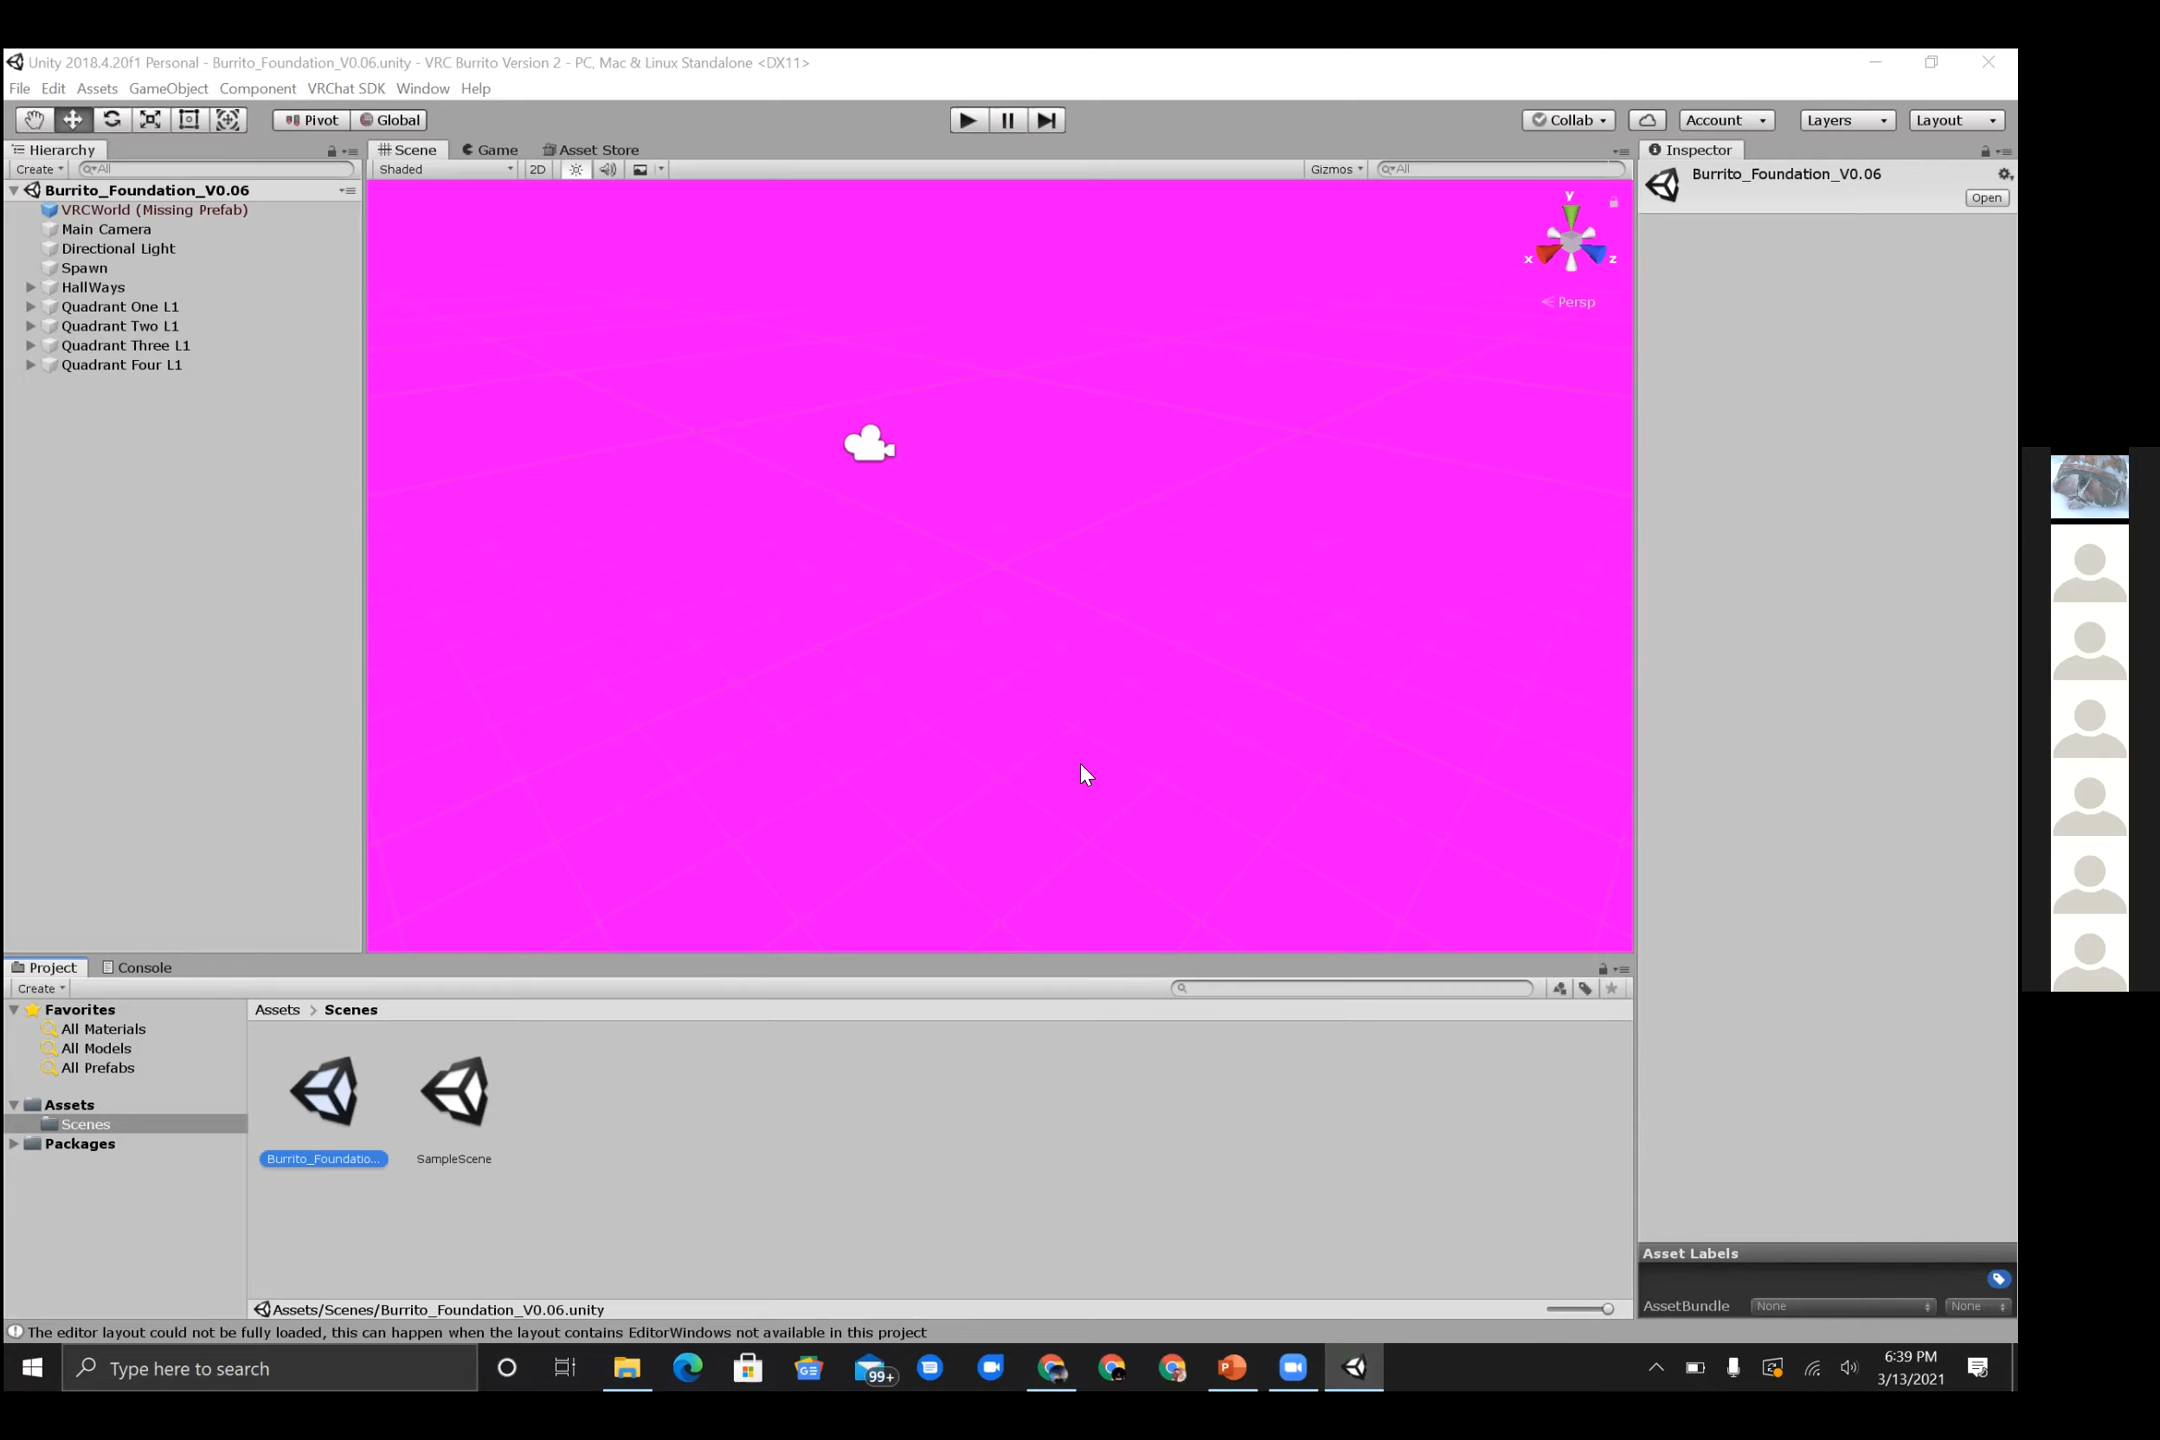 Unity 2018.4.20f1 Personal - Burrito_Foundation_V0.06.unity - VRC Burrito Version 2 - PC, Mac & Linux Standalone <DX11>
File Edit Assets GameObject Component VRChat SDK Window Help
Pivot Global Collab Account Layers Layout
Hierarchy Scene Game Asset Store Inspector
Create All Shaded 2D Gizmos All
Burrito_Foundation_V0.06
Burrito_Foundation_V0.06
Open
VRCWorld (Missing Prefab)
Main Camera
Directional Light
Spawn
HallWays
Quadrant One L1
Quadrant Two L1
Quadrant Three L1
Quadrant Four L1
y
x z
Persp
Project Console
Create
Favorites
All Materials
All Models
All Prefabs
Assets
Scenes
Packages
Assets > Scenes
Burrito_Foundatio... SampleScene
Assets/Scenes/Burrito_Foundation_V0.06.unity
Asset Labels
AssetBundle None None
The editor layout could not be fully loaded, this can happen when the layout contains EditorWindows not available in this project
Type here to search
GE
99+
P
6:39 PM
3/13/2021